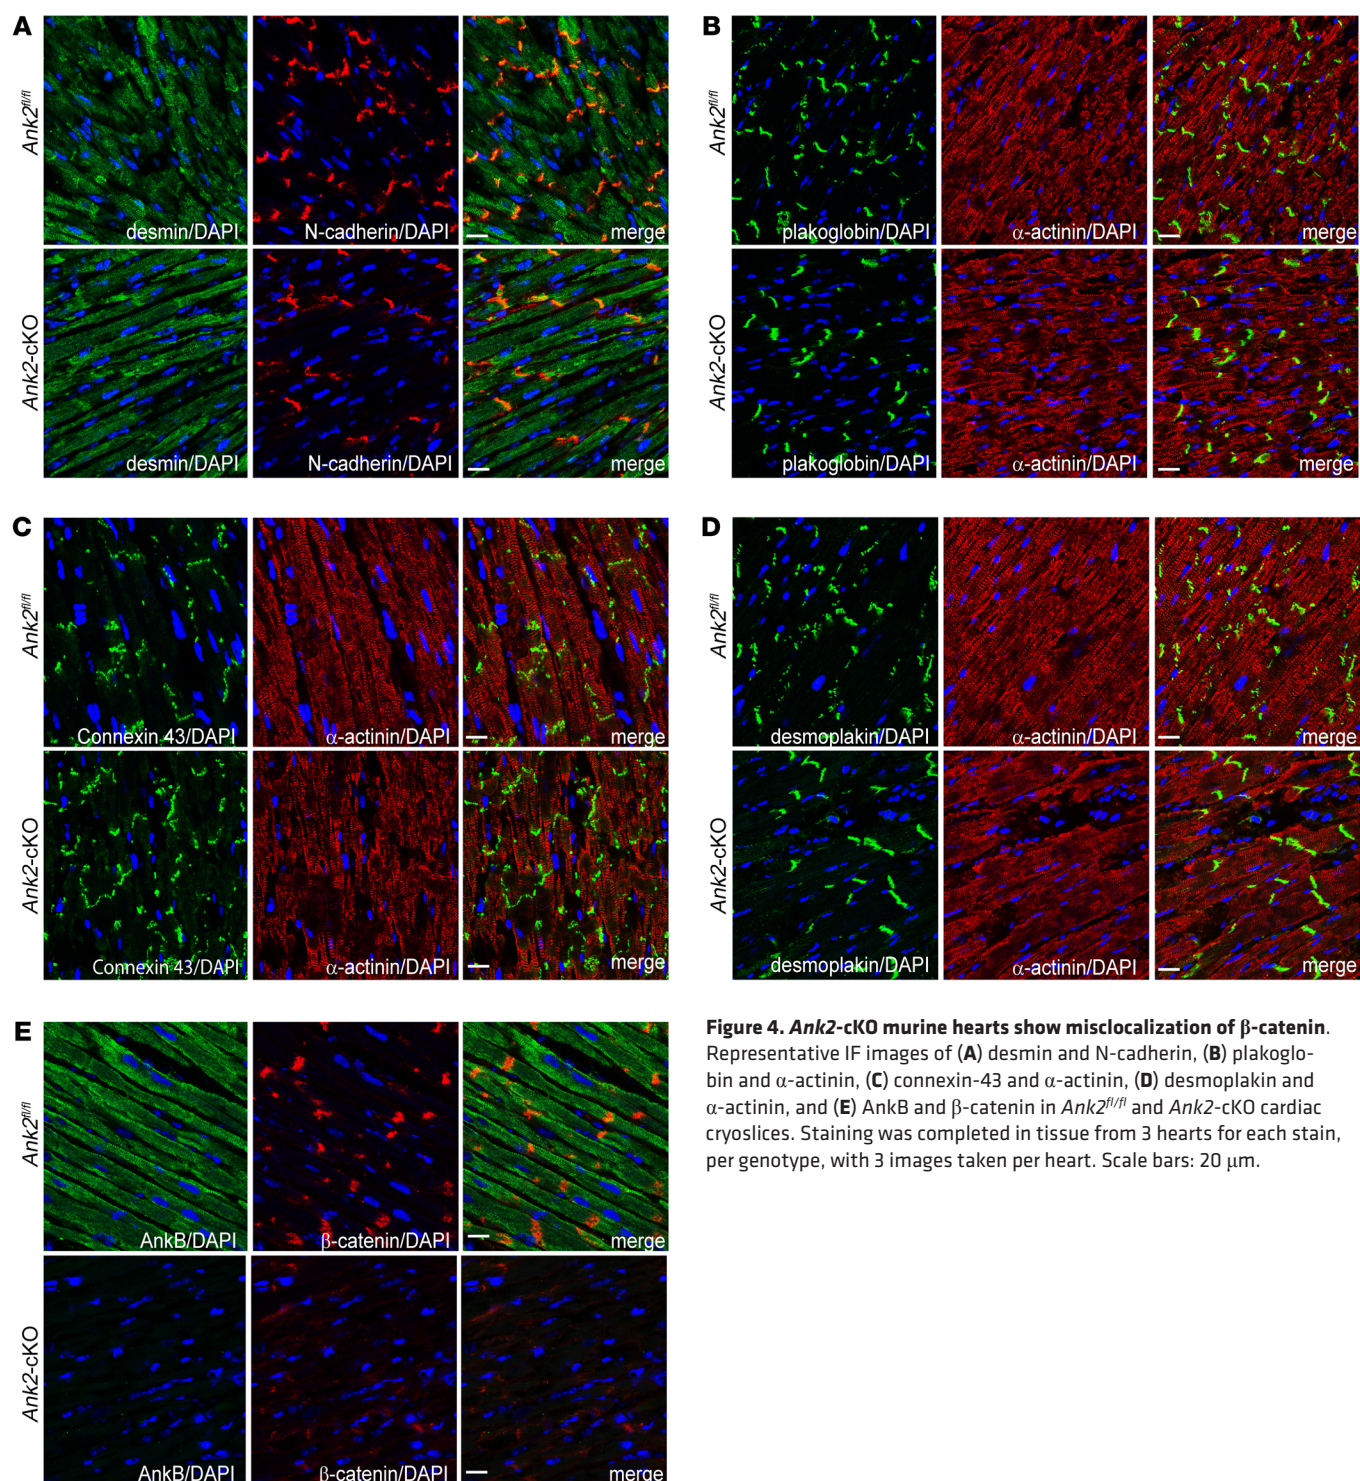 A
B
Ank2fl/fl
desmin/DAPI
N-cadherin/DAPI
merge
Ank2fl/fl
plakoglobin/DAPI
α-actinin/DAPI
merge
Ank2-cKO
desmin/DAPI
N-cadherin/DAPI
merge
Ank2-cKO
plakoglobin/DAPI
α-actinin/DAPI
merge
C
D
Ank2fl/fl
Connexin 43/DAPI
α-actinin/DAPI
merge
Ank2fl/fl
desmoplakin/DAPI
α-actinin/DAPI
merge
Ank2-cKO
Connexin 43/DAPI
α-actinin/DAPI
merge
Ank2-cKO
desmoplakin/DAPI
α-actinin/DAPI
merge
E
Ank2fl/fl
AnkB/DAPI
β-catenin/DAPI
merge
Ank2-cKO
AnkB/DAPI
β-catenin/DAPI
merge
Figure 4. Ank2-cKO murine hearts show misclocalization of β-catenin.
Representative IF images of (A) desmin and N-cadherin, (B) plakoglo-
bin and α-actinin, (C) connexin-43 and α-actinin, (D) desmoplakin and
α-actinin, and (E) AnkB and β-catenin in Ank2fl/fl and Ank2-cKO cardiac
cryoslices. Staining was completed in tissue from 3 hearts for each stain,
per genotype, with 3 images taken per heart. Scale bars: 20 μm.